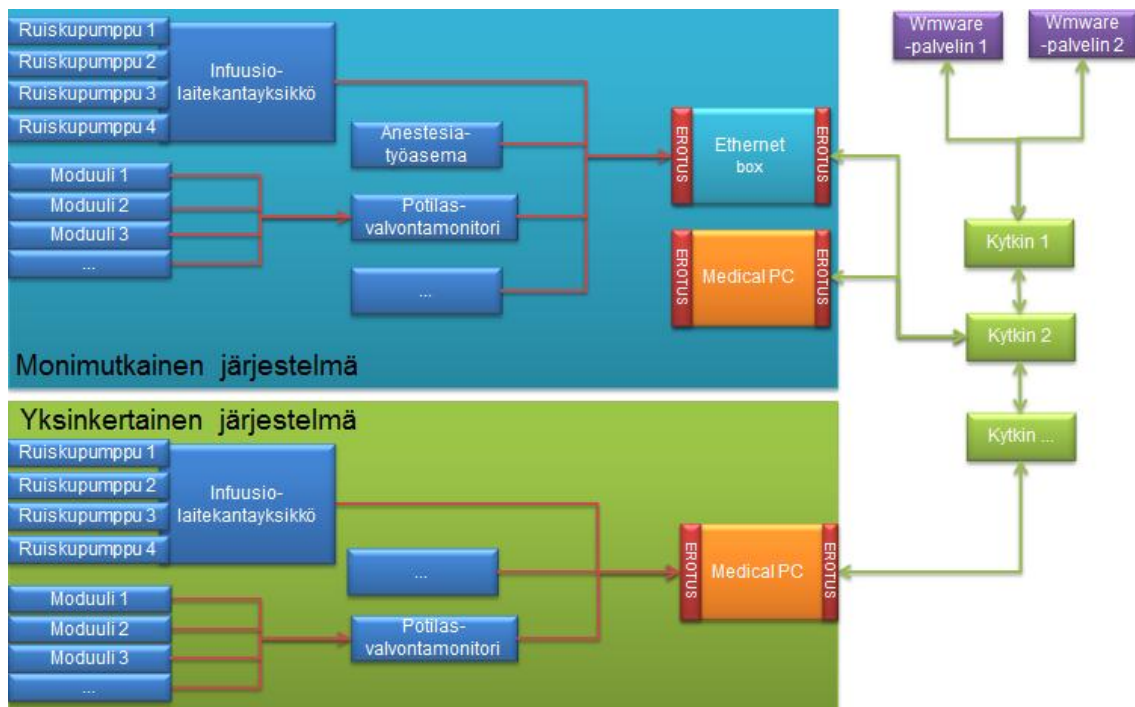 Ruiskupumppu 1
Ruiskupumppu 2
Ruiskupumppu 3
Ruiskupumppu 4
Infuusio-
laitekantayksikkö
Moduuli 1
Moduuli 2
Moduuli 3
...
Anestesia-
työasema
Potilas-
valvontamonitori
...
EROTUS
Ethernet
box
EROTUS
EROTUS
Medical PC
EROTUS
Monimutkainen järjestelmä
Wmware
-palvelin 1
Wmware
-palvelin 2
Kytkin 1
Kytkin 2
Kytkin ...
Yksinkertainen järjestelmä
Ruiskupumppu 1
Ruiskupumppu 2
Ruiskupumppu 3
Ruiskupumppu 4
Infuusio-
laitekantayksikkö
Moduuli 1
Moduuli 2
Moduuli 3
...
...
Potilas-
valvontamonitori
EROTUS
Medical PC
EROTUS